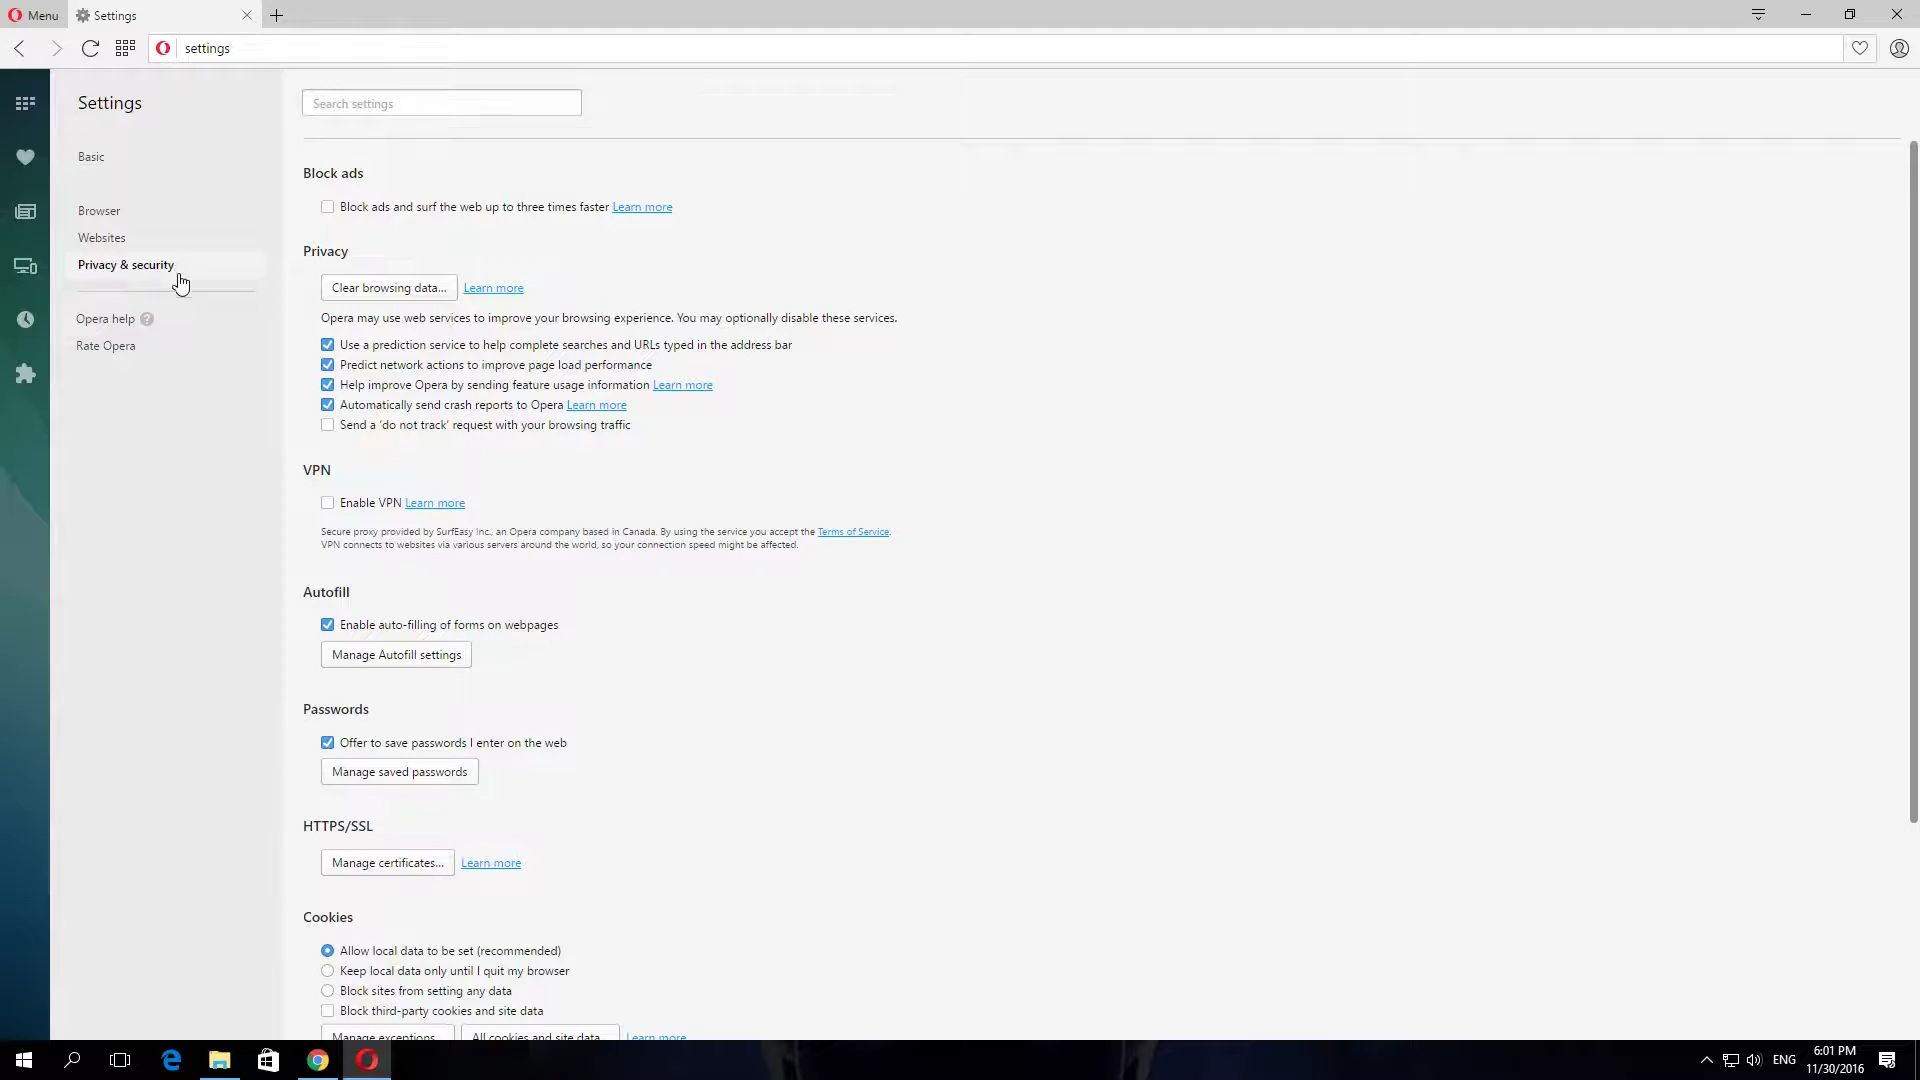 Menu
Settings
settings
Settings
Search settings
Basic
Browser
Websites
Privacy & security
Opera help ?
Rate Opera
Block ads
Block ads and surf the web up to three times faster Learn more
Privacy
Clear browsing data... Learn more
Opera may use web services to improve your browsing experience. You may optionally disable these services.
Use a prediction service to help complete searches and URLs typed in the address bar
Predict network actions to improve page load performance
Help improve Opera by sending feature usage information Learn more
Automatically send crash reports to Opera Learn more
Send a 'do not track' request with your browsing traffic
VPN
Enable VPN Learn more
Secure proxy provided by SurfEasy Inc., an Opera company based in Canada. By using the service you accept the Terms of Service.
VPN connects to websites via various servers around the world, so your connection speed might be affected.
Autofill
Enable auto-filling of forms on webpages
Manage Autofill settings
Passwords
Offer to save passwords I enter on the web
Manage saved passwords
HTTPS/SSL
Manage certificates... Learn more
Cookies
Allow local data to be set (recommended)
Keep local data only until I quit my browser
Block sites from setting any data
Block third-party cookies and site data
Manage exceptions... All cookies and site data... Learn more
ENG
6:01 PM
11/30/2016